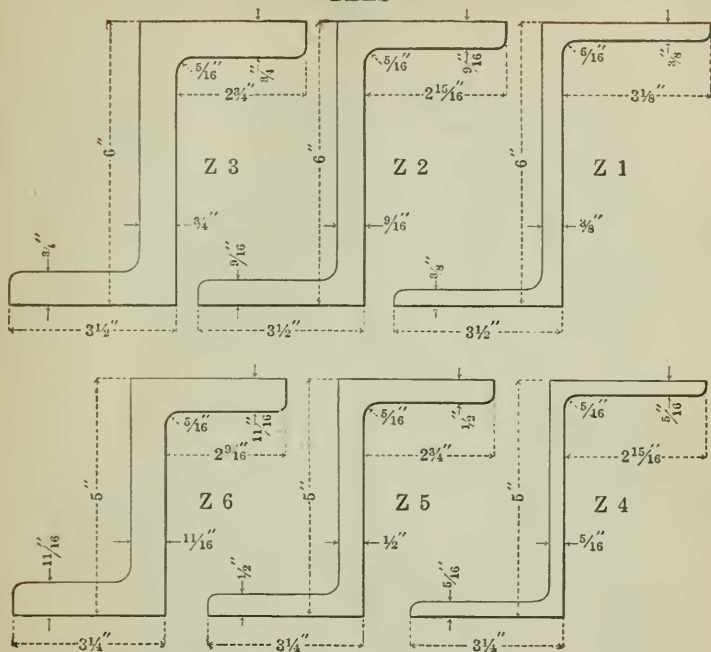 5/16" 3/4" 5/16" 9/16" 5/16" 3/8"
2 3/4" 2 15/16" 3 1/8"
6" Z 3 6" Z 2 6" Z 1
3/4" 9/16" 3/8"
3/4" 9/16" 3/8"
3 1/2" 3 1/2" 3 1/2"
5/16" 11/16" 5/16" 1/2" 5/16" 5/16"
2 9/16" 2 3/4" 2 15/16"
5" Z 6 5" Z 5 5" Z 4
11/16" 1/2" 5/16"
11/16" 1/2" 5/16"
3 1/4" 3 1/4" 3 1/4"